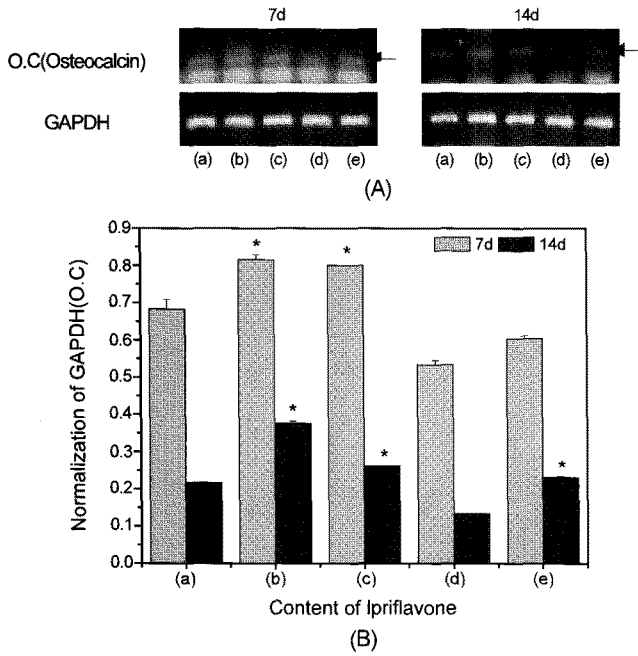 7d 14d
O.C(Osteocalcin)
GAPDH
(a) (b) (c) (d) (e) (a) (b) (c) (d) (e)
(A)
0.9
0.8
0.7
0.6
0.5
0.4
0.3
0.2
0.1
0.0
Normalization of GAPDH(O.C)
* * * * *
7d 14d
(a) (b) (c) (d) (e)
Content of Ipriflavone
(B)